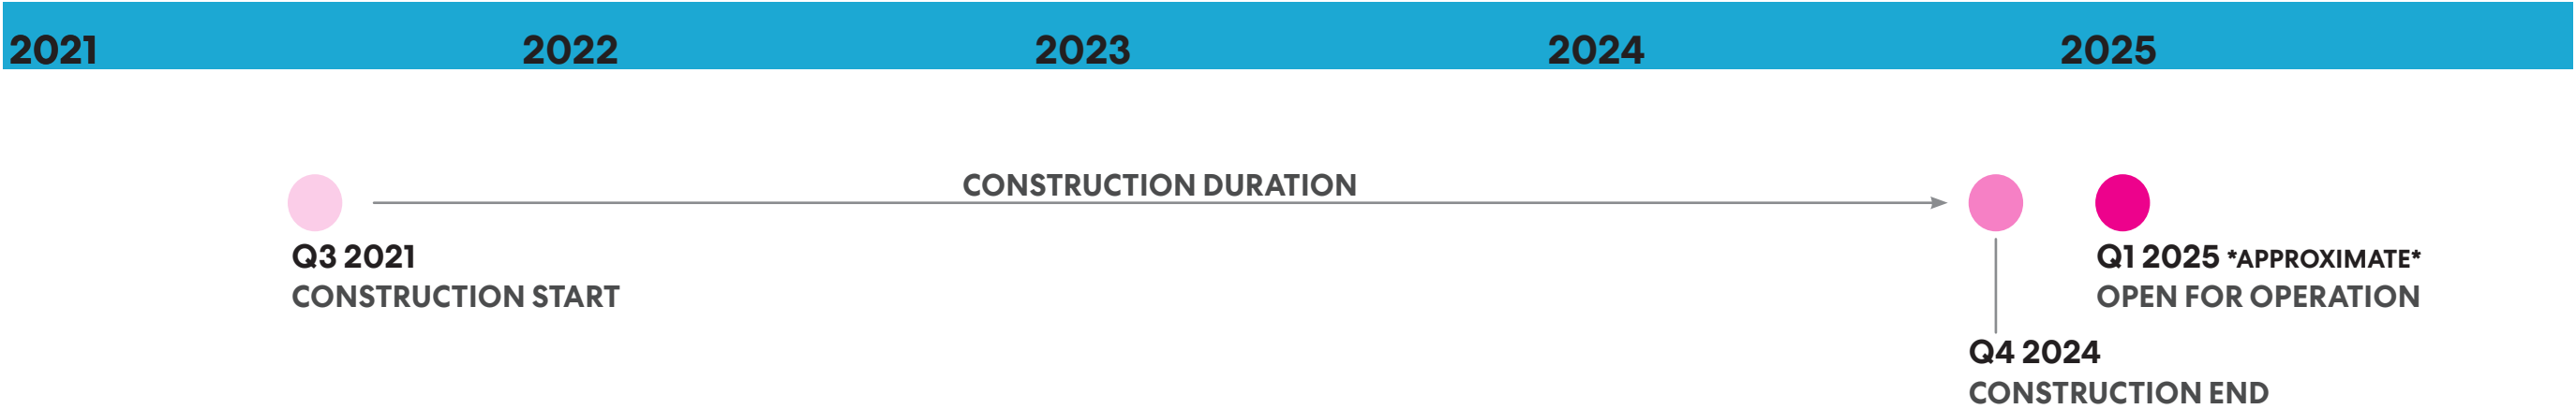 2021 2022 2023 2024 2025
CONSTRUCTION DURATION
Q3 2021
CONSTRUCTION START
Q4 2024
CONSTRUCTION END
Q1 2025 *APPROXIMATE*
OPEN FOR OPERATION